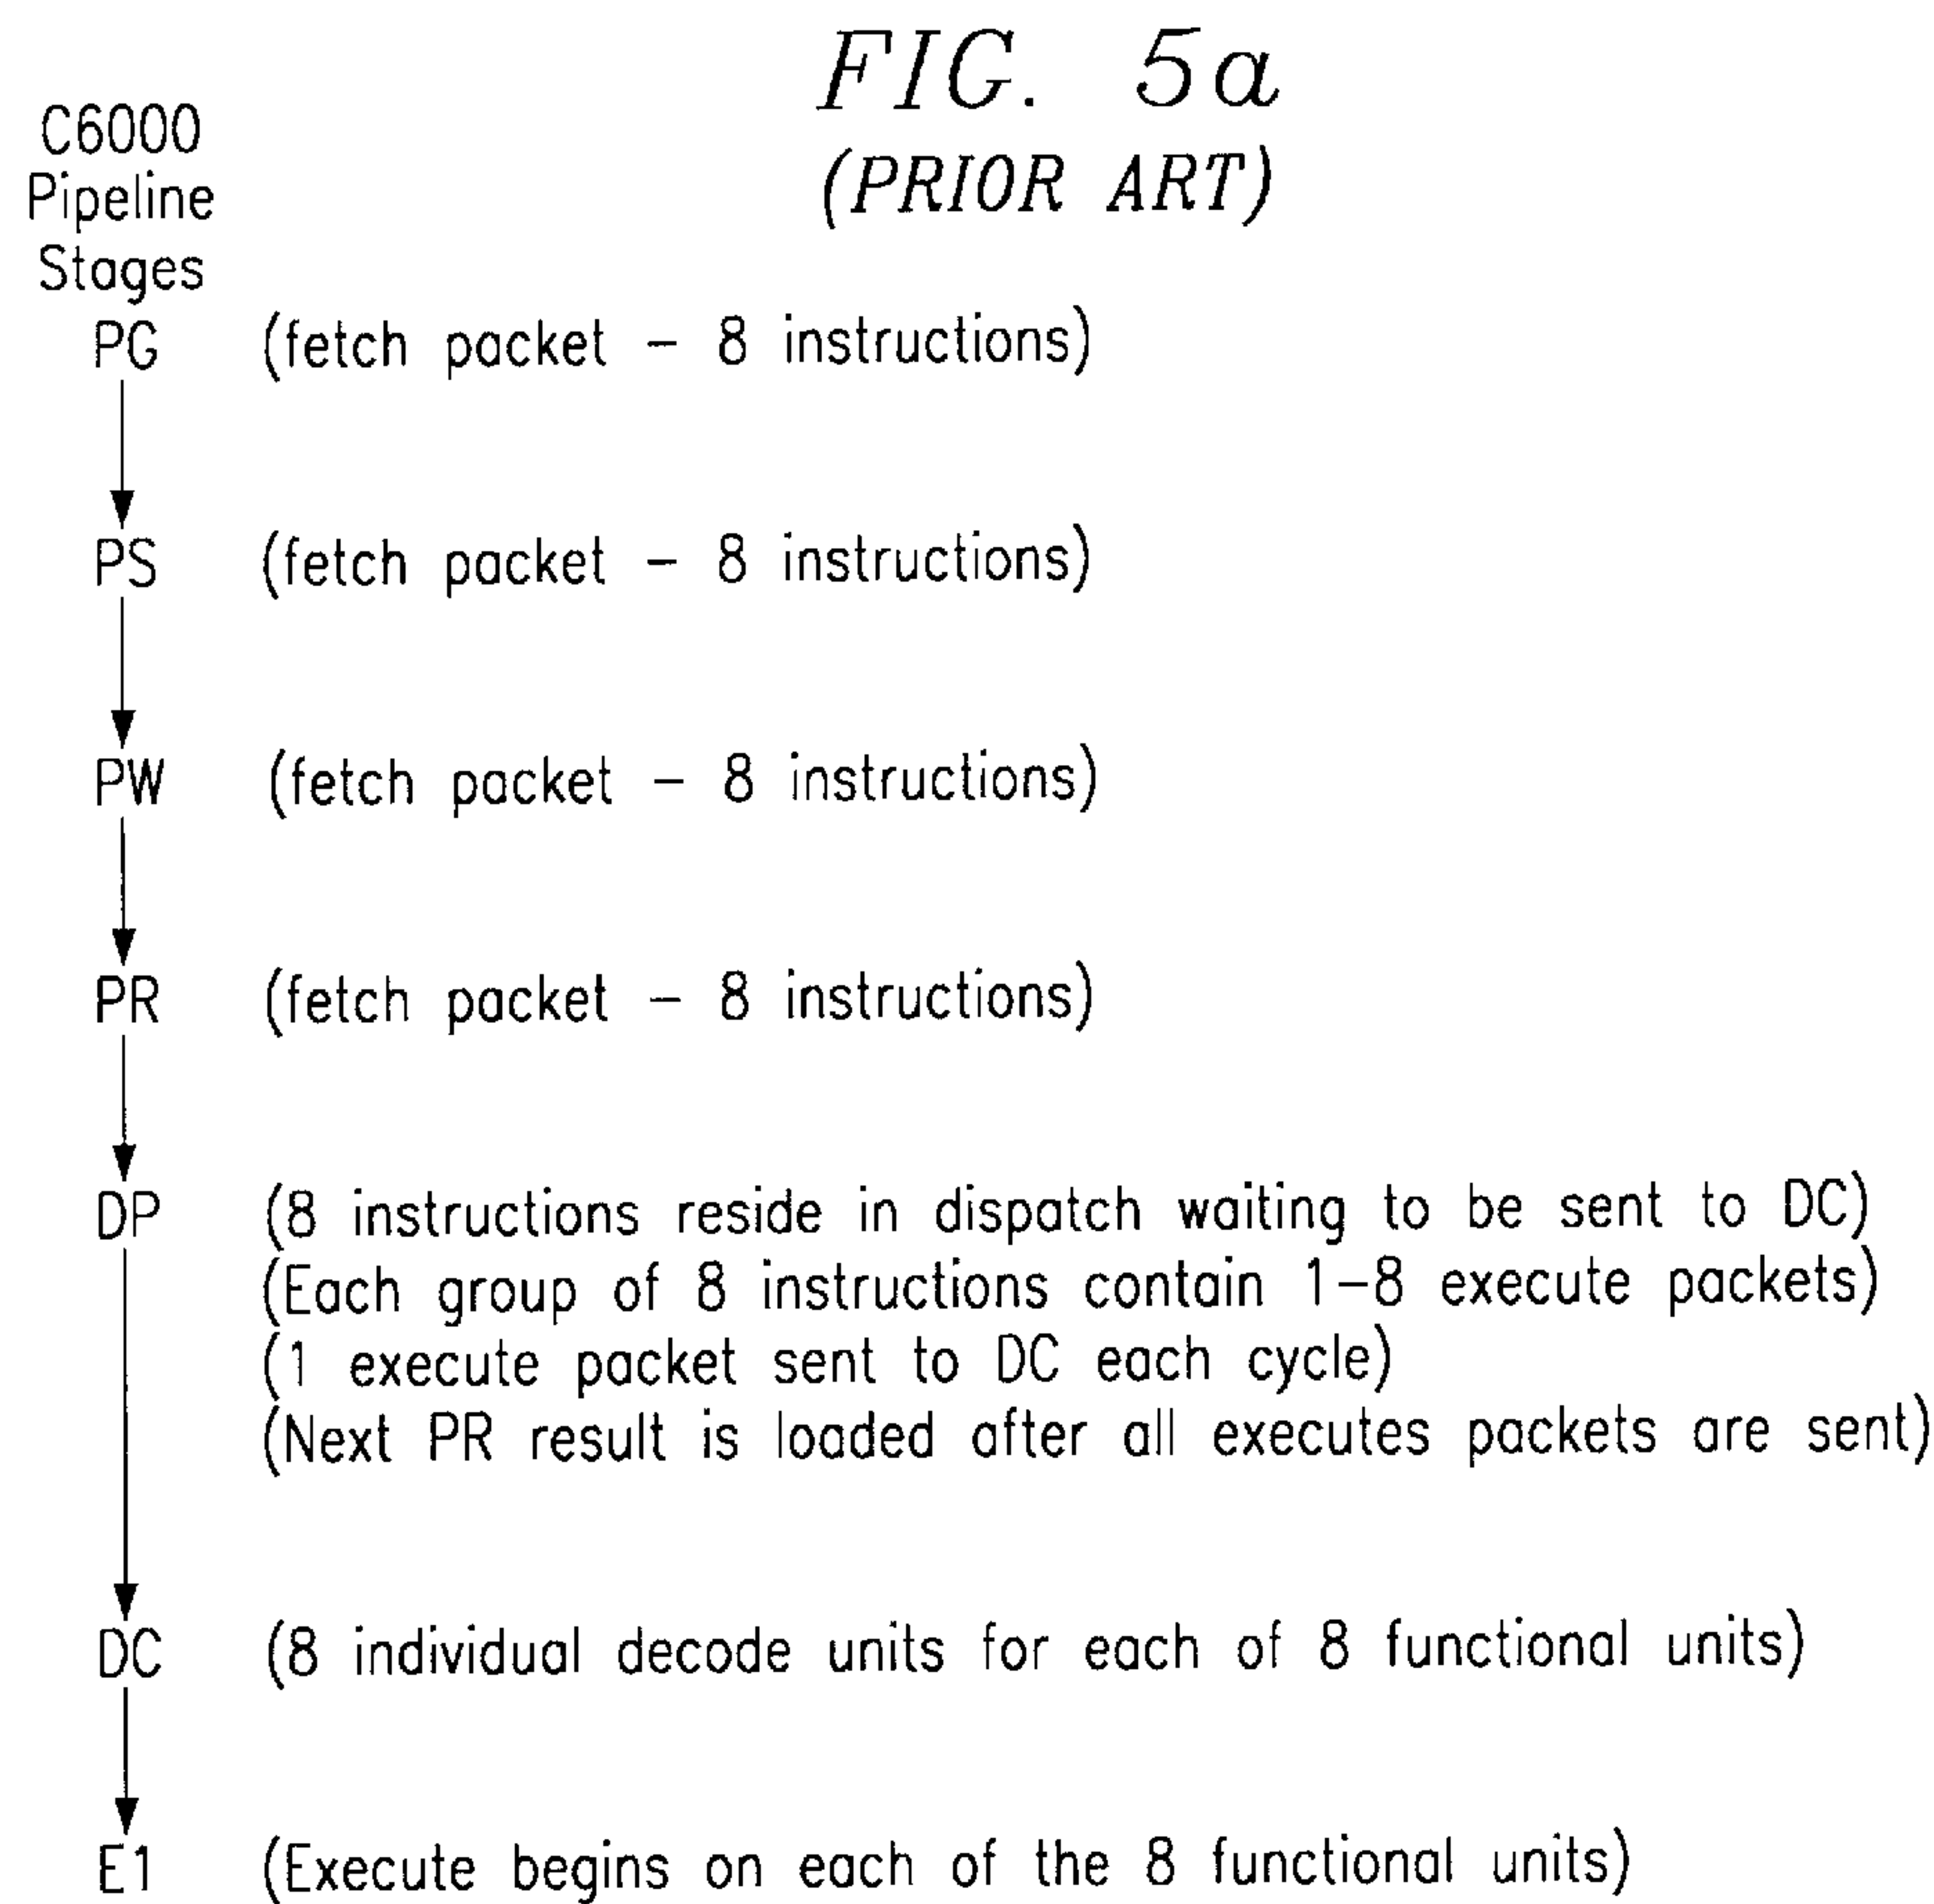 FIG. 5a
(PRIOR ART)
C6000
Pipeline
Stages
PG (fetch packet - 8 instructions)
PS (fetch packet - 8 instructions)
PW (fetch packet - 8 instructions)
PR (fetch packet - 8 instructions)
DP (8 instructions reside in dispatch waiting to be sent to DC)
(Each group of 8 instructions contain 1-8 execute packets)
(1 execute packet sent to DC each cycle)
(Next PR result is loaded after all executes packets are sent)
DC (8 individual decode units for each of 8 functional units)
E1 (Execute begins on each of the 8 functional units)